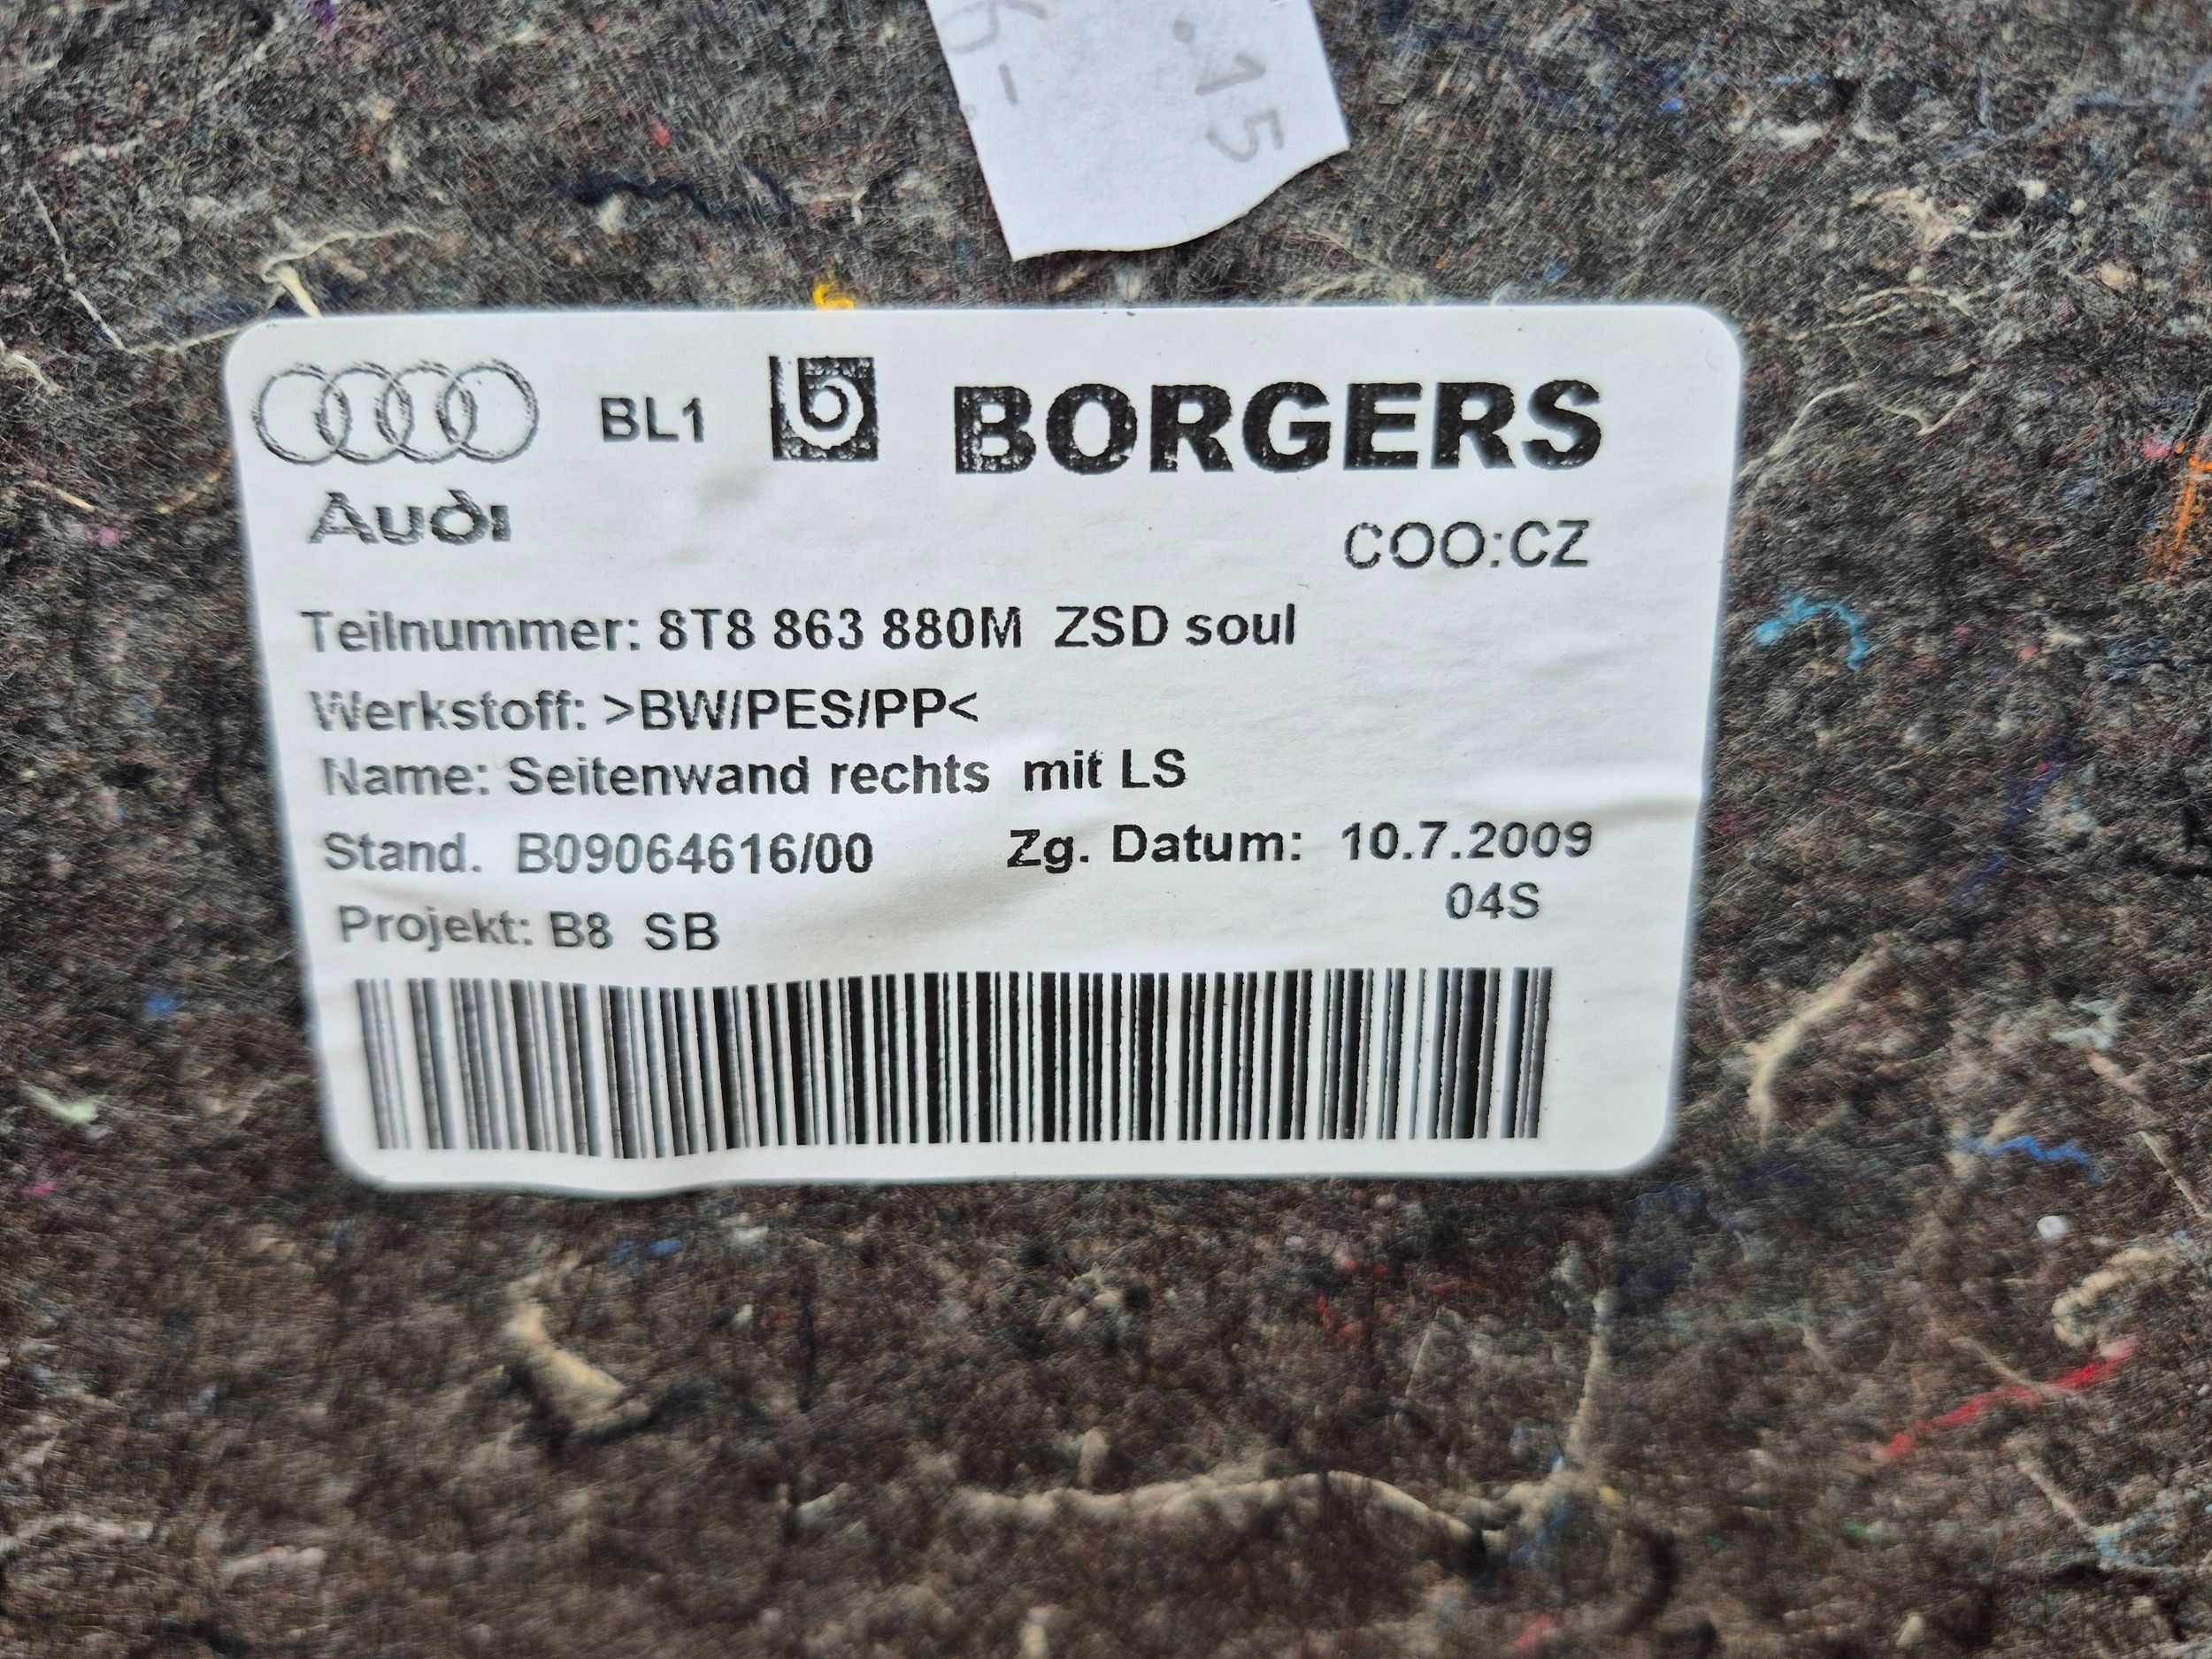 .15
BL1 BORGERS
Audi
COO:CZ
Teilnummer: 8T8 863 880M ZSD soul
Werkstoff: >BW/PES/PP<
Name: Seitenwand rechts mit LS
Stand. B09064616/00 Zg. Datum: 10.7.2009
04S
Projekt: B8 SB